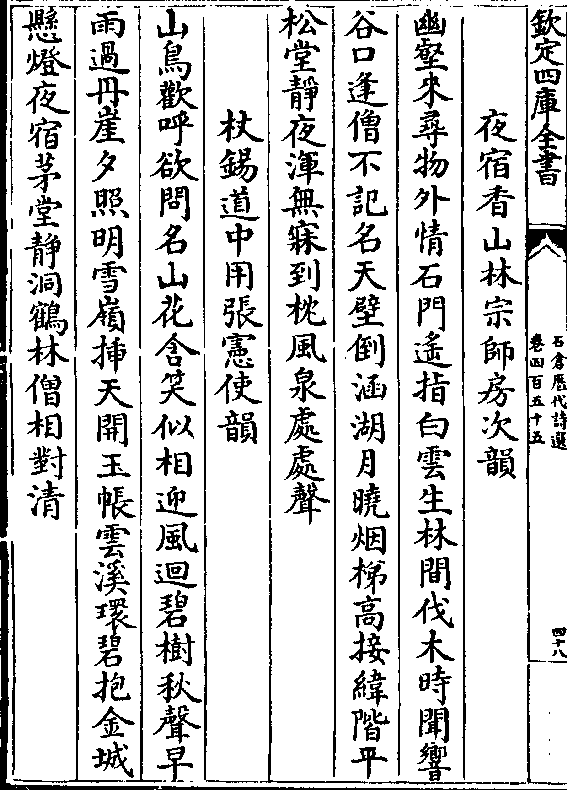 欽定四庫全書
石倉歷代詩選
卷四百五十五
四十八
夜宿香山林宗師房次韻
幽壑來尋物外情石門遙指白雲生林間伐木時聞響
谷口逢僧不記名天壁倒涵湖月曉烟梯髙接緯階平
松堂靜夜渾無寐到枕風泉處處聲
杖錫道中用張憲使韻
山鳥歡呼欲問名山花含笑似相迎風迴碧樹秋聲早
雨過丹崖夕照明雪嶺挿天開玉帳雲溪環碧抱金城
懸燈夜宿茅堂靜洞鶴林僧相對清